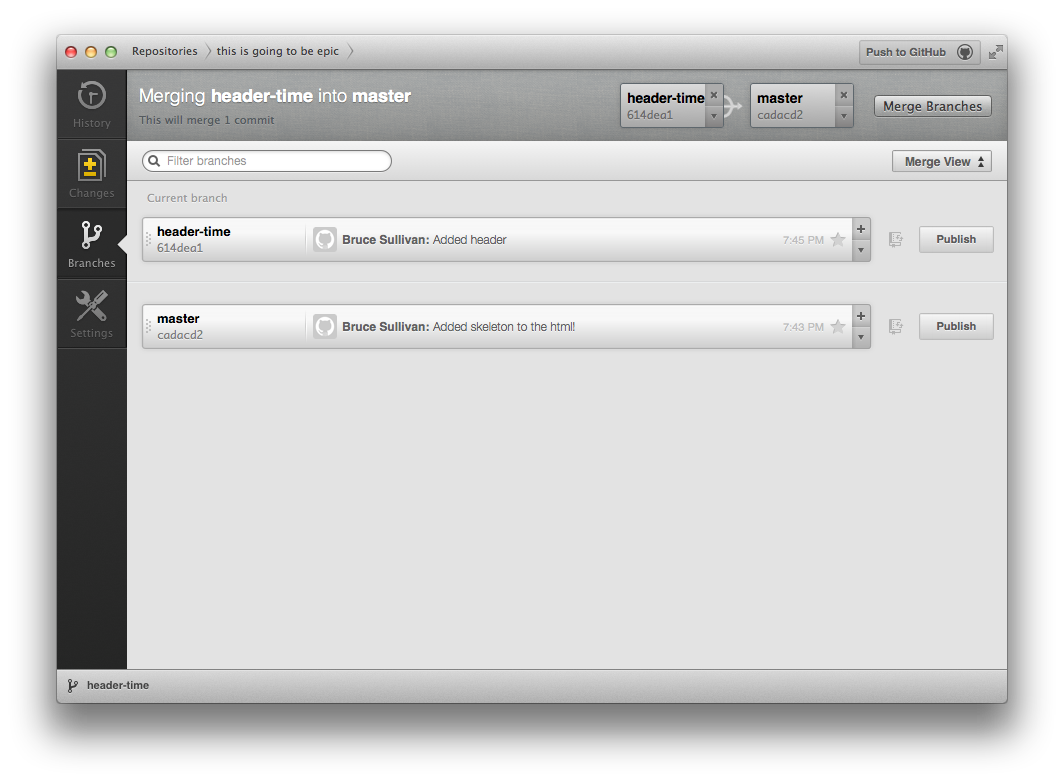 Repositories
this is going to be epic
Push to GitHub
History
Changes
Branches
Settings
Merging header-time into master
This will merge 1 commit
header-time
614dea1
master
cadacd2
Merge Branches
Filter branches
Merge View
Current branch
header-time
614dea1
Bruce Sullivan: Added header
7:45 PM
Publish
master
cadacd2
Bruce Sullivan: Added skeleton to the html!
7:43 PM
Publish
header-time